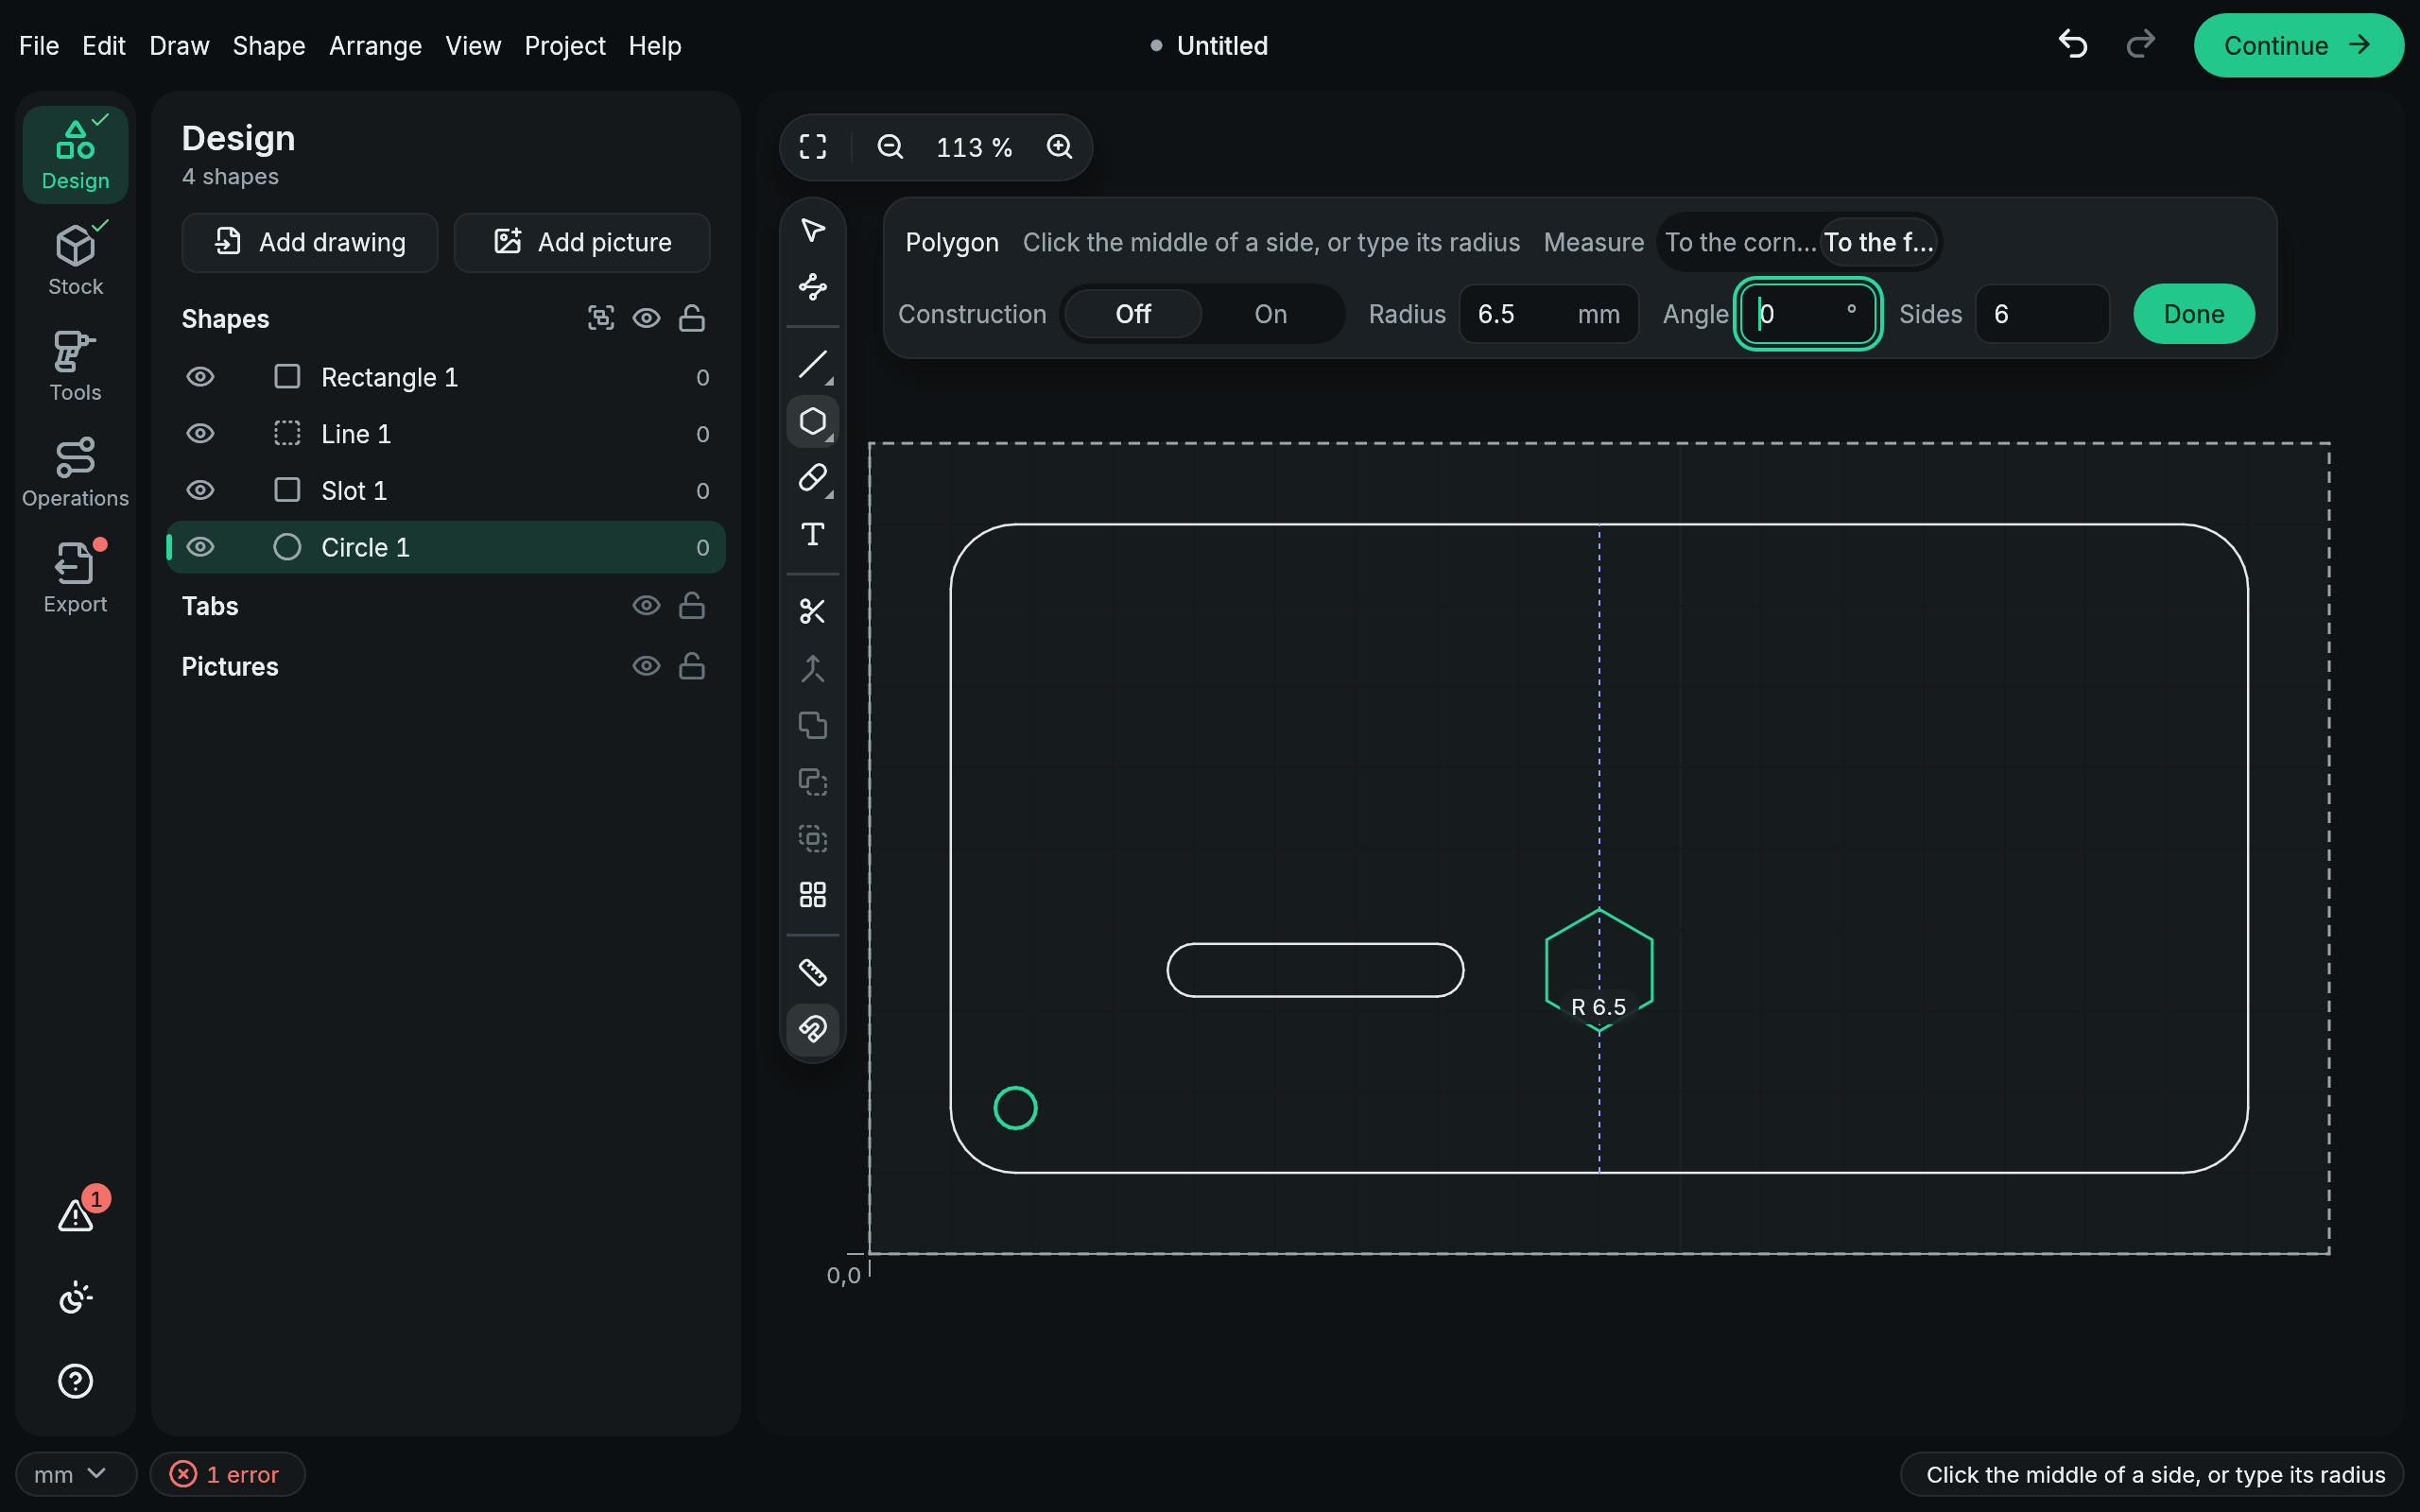 File Edit Draw Shape Arrange View Project Help
Untitled
Continue
Design
Stock
Tools
Operations
Export
1
Design
4 shapes
Add drawing
Add picture
Shapes
Rectangle 1 0
Line 1 0
Slot 1 0
Circle 1 0
Tabs
Pictures
113 %
Polygon Click the middle of a side, or type its radius Measure To the corn... To the f...
Construction Off On Radius 6.5 mm Angle 0 ° Sides 6 Done
R 6.5
0,0
mm
1 error
Click the middle of a side, or type its radius